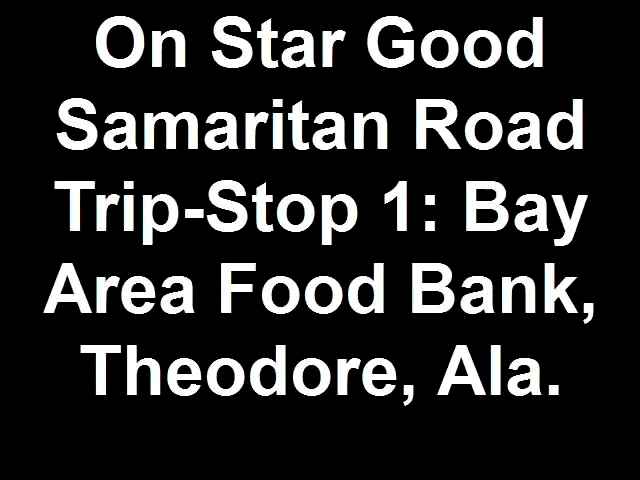 On Star Good
Samaritan Road
Trip-Stop 1: Bay
Area Food Bank,
Theodore, Ala.